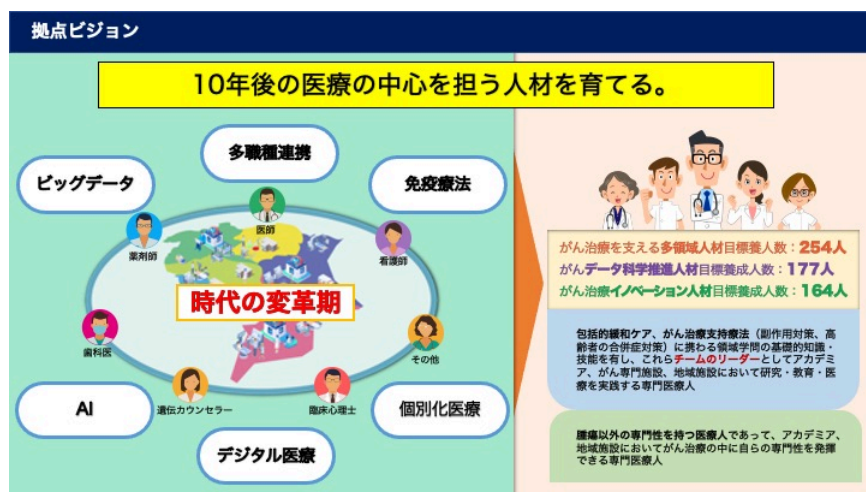 拠点ビジョン
10年後の医療の中心を担う人材を育てる。
多職種連携
ビッグデータ
免疫療法
医師
薬剤師
看護師
時代の変革期
歯科医
その他
遺伝カウンセラー
臨床心理士
AI
個別化医療
デジタル医療
がん治療を支える多領域人材目標養人数：254人
がんデータ科学推進人材目標養成人数：177人
がん治療イノベーション人材目標養成人数：164人
包括的緩和ケア、がん治療支持療法（副作用対策、高
齢者の合併症対策）に携わる領域学問の基礎的知識・
技能を有し、これらチームのリーダーとしてアカデミ
ア、がん専門施設、地域施設において研究・教育・医
療を実践する専門医療人
腫瘍以外の専門性を持つ医療人であって、アカデミア、
地域施設においてがん治療の中に自らの専門性を発揮
できる専門医療人